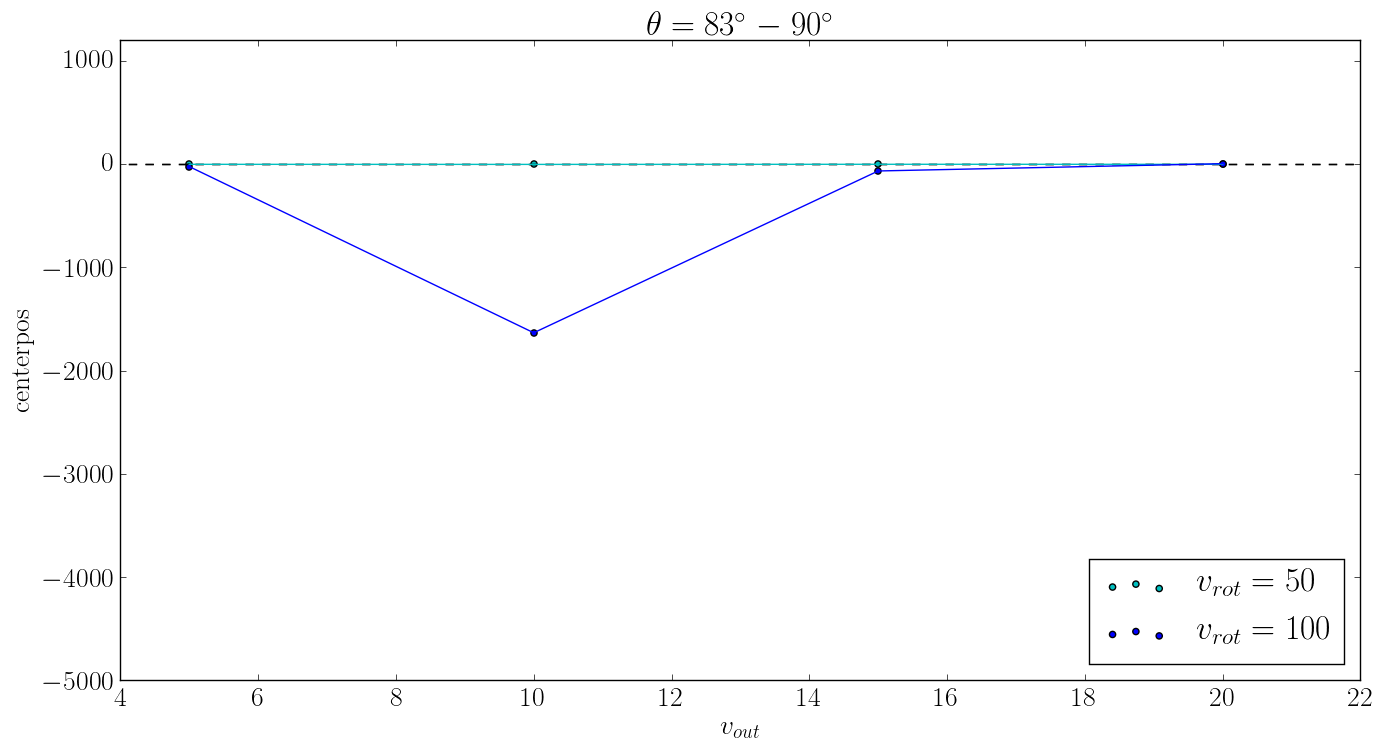 θ = 83° − 90°
1000
0
−1000
−2000
−3000
−4000
−5000
centerpos
4 6 8 10 12 14 16 18 20 22
v_out
v_rot = 50
v_rot = 100